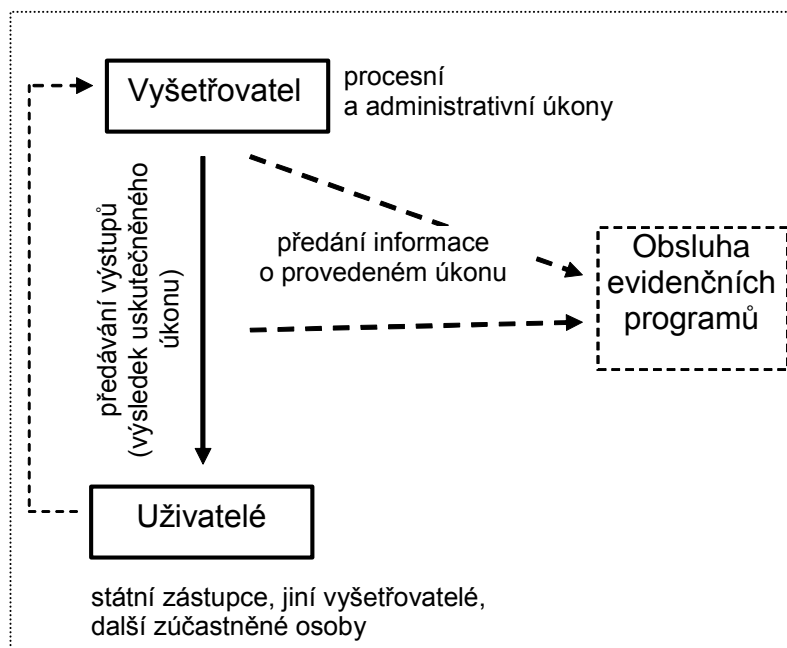 Vyšetřovatel
procesní
a administrativní úkony
předávání výstupů
(výsledek uskutečněného
úkonu)
předání informace
o provedeném úkonu
Obsluha
evidenčních
programů
Uživatelé
státní zástupce, jiní vyšetřovatelé,
další zúčastněné osoby